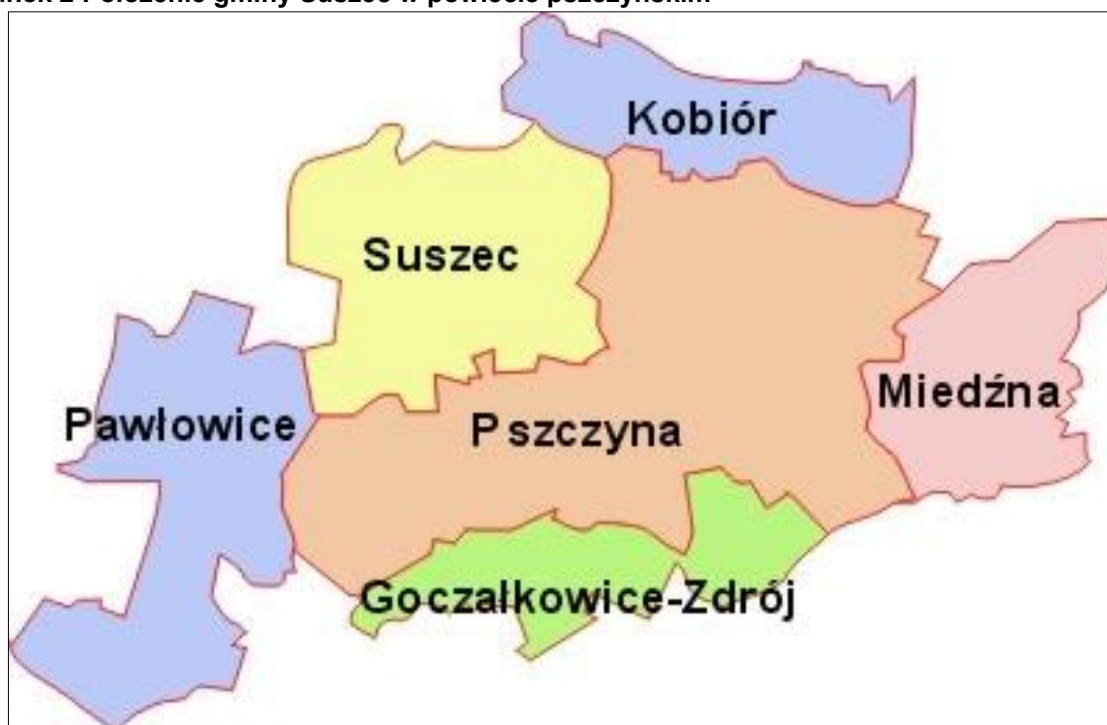 Kobiór
Suszec
Pawłowice
Pszczyna
Miedźna
Goczałkowice-Zdrój